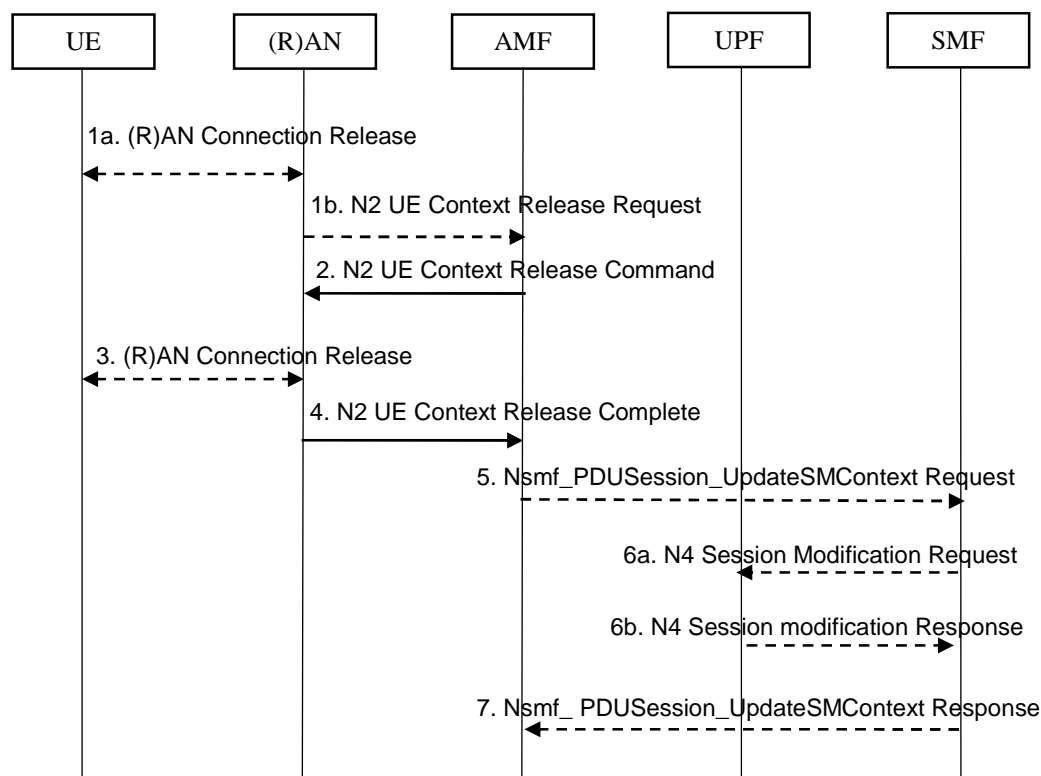 UE
(R)AN
AMF
UPF
SMF
1a. (R)AN Connection Release
1b. N2 UE Context Release Request
2. N2 UE Context Release Command
3. (R)AN Connection Release
4. N2 UE Context Release Complete
5. Nsmf_PDUSession_UpdateSMContext Request
6a. N4 Session Modification Request
6b. N4 Session modification Response
7. Nsmf_ PDUSession_UpdateSMContext Response